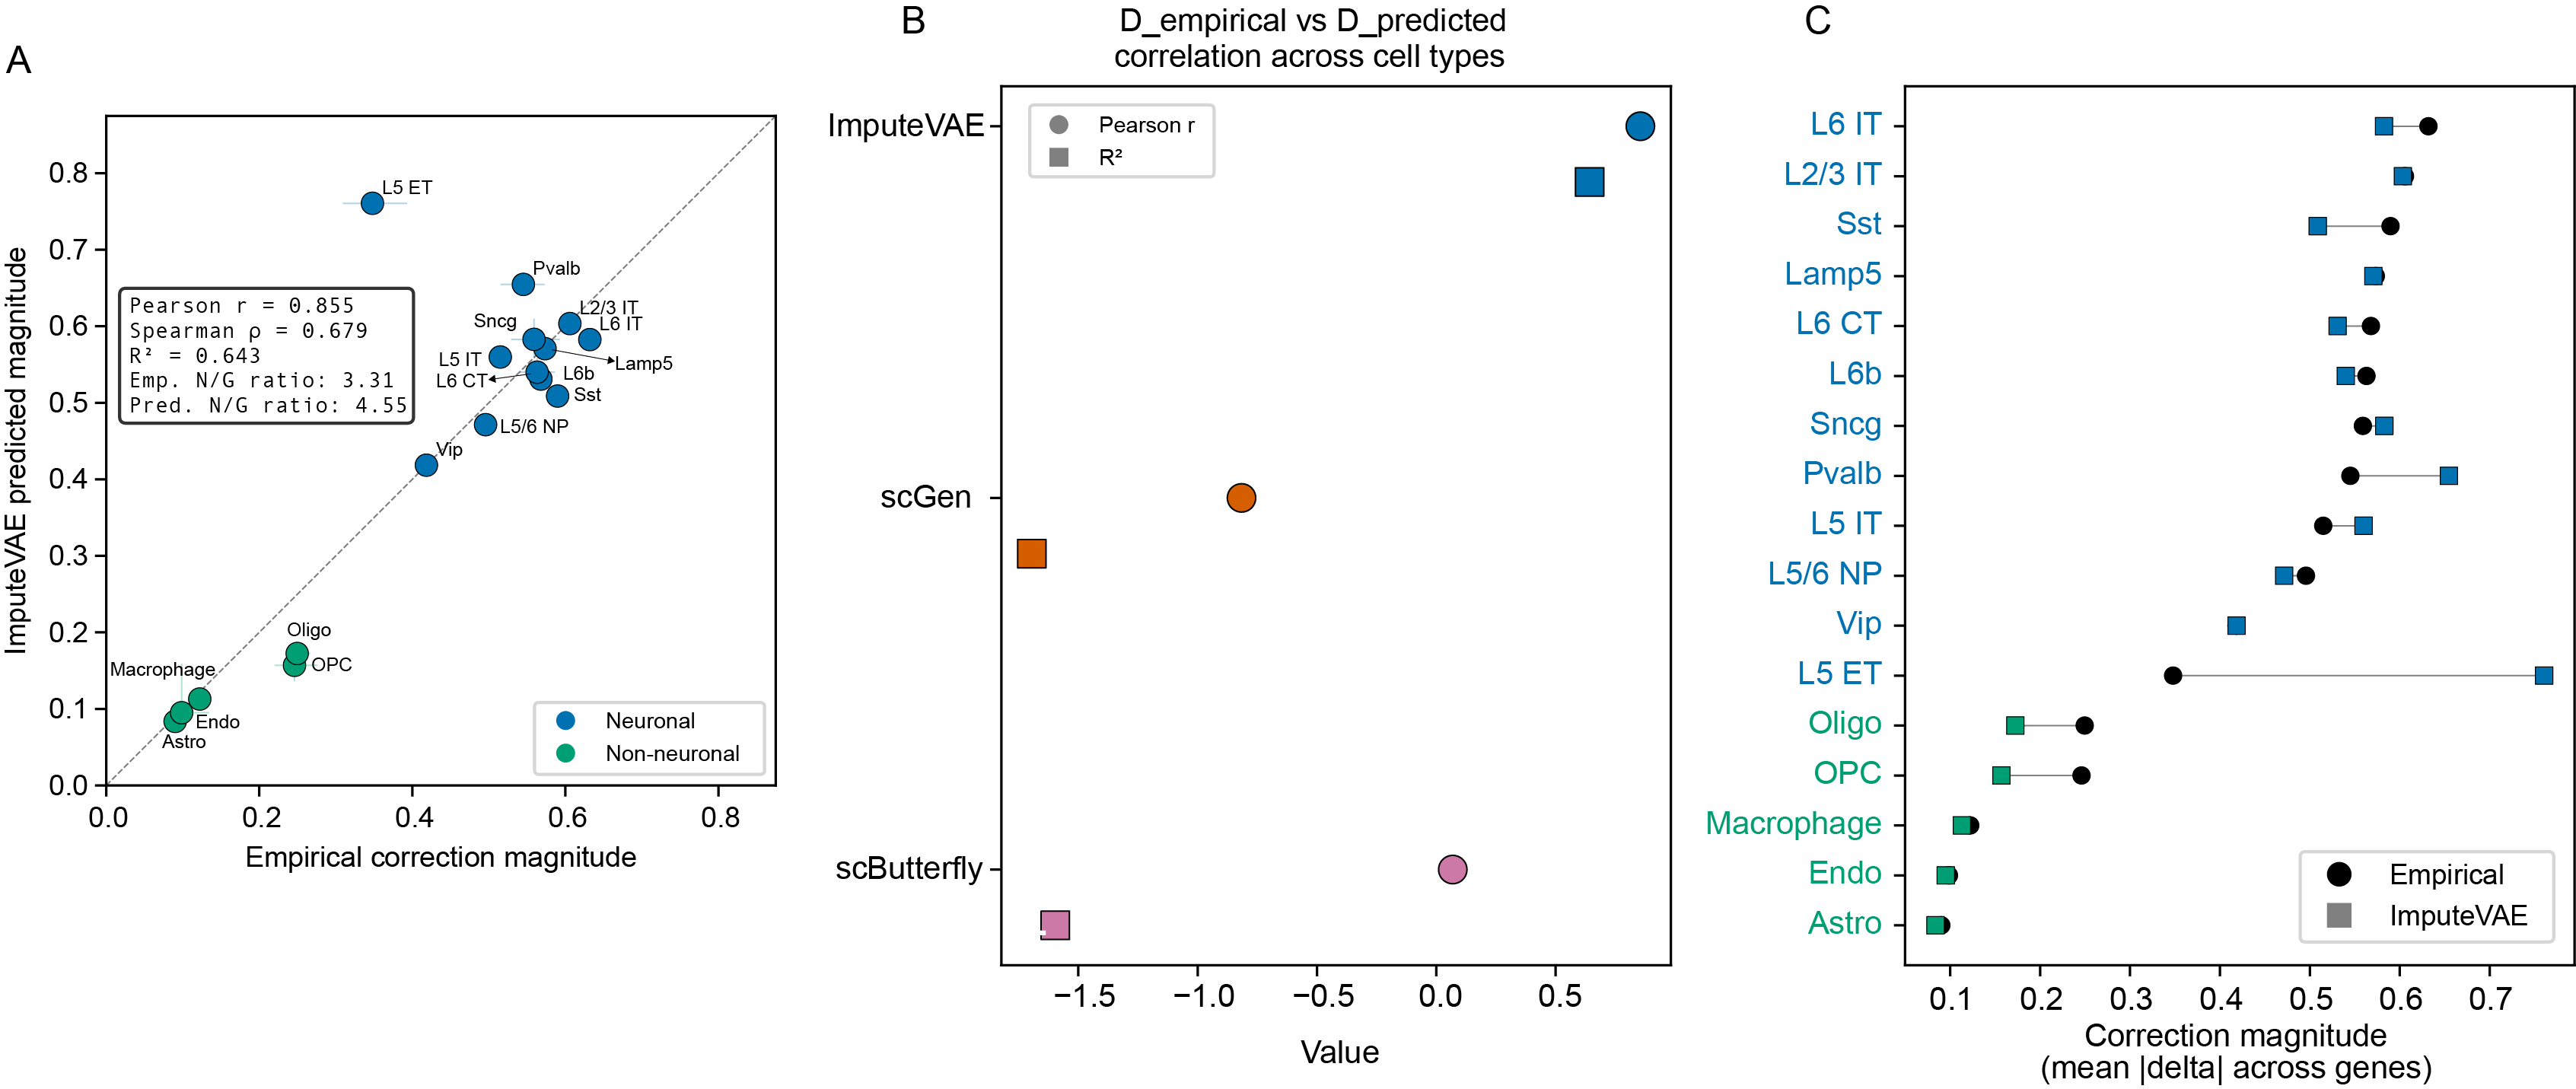 A
ImputeVAE predicted magnitude
0.8
0.7
0.6
0.5
0.4
0.3
0.2
0.1
0.0
L5 ET
Pvalb
L2/3 IT
Sncg
L6 IT
L5 IT
Lamp5
L6 CT
L6b
Sst
L5/6 NP
Vip
Oligo
OPC
Macrophage
Endo
Astro
Pearson r = 0.855
Spearman ρ = 0.679
R² = 0.643
Emp. N/G ratio: 3.31
Pred. N/G ratio: 4.55
Neuronal
Non-neuronal
0.0 0.2 0.4 0.6 0.8
Empirical correction magnitude
B
D_empirical vs D_predicted
correlation across cell types
Pearson r
R²
ImputeVAE
scGen
scButterfly
−1.5 −1.0 −0.5 0.0 0.5
Value
C
L6 IT
L2/3 IT
Sst
Lamp5
L6 CT
L6b
Sncg
Pvalb
L5 IT
L5/6 NP
Vip
L5 ET
Oligo
OPC
Macrophage
Endo
Astro
Empirical
ImputeVAE
0.1 0.2 0.3 0.4 0.5 0.6 0.7
Correction magnitude
(mean |delta| across genes)